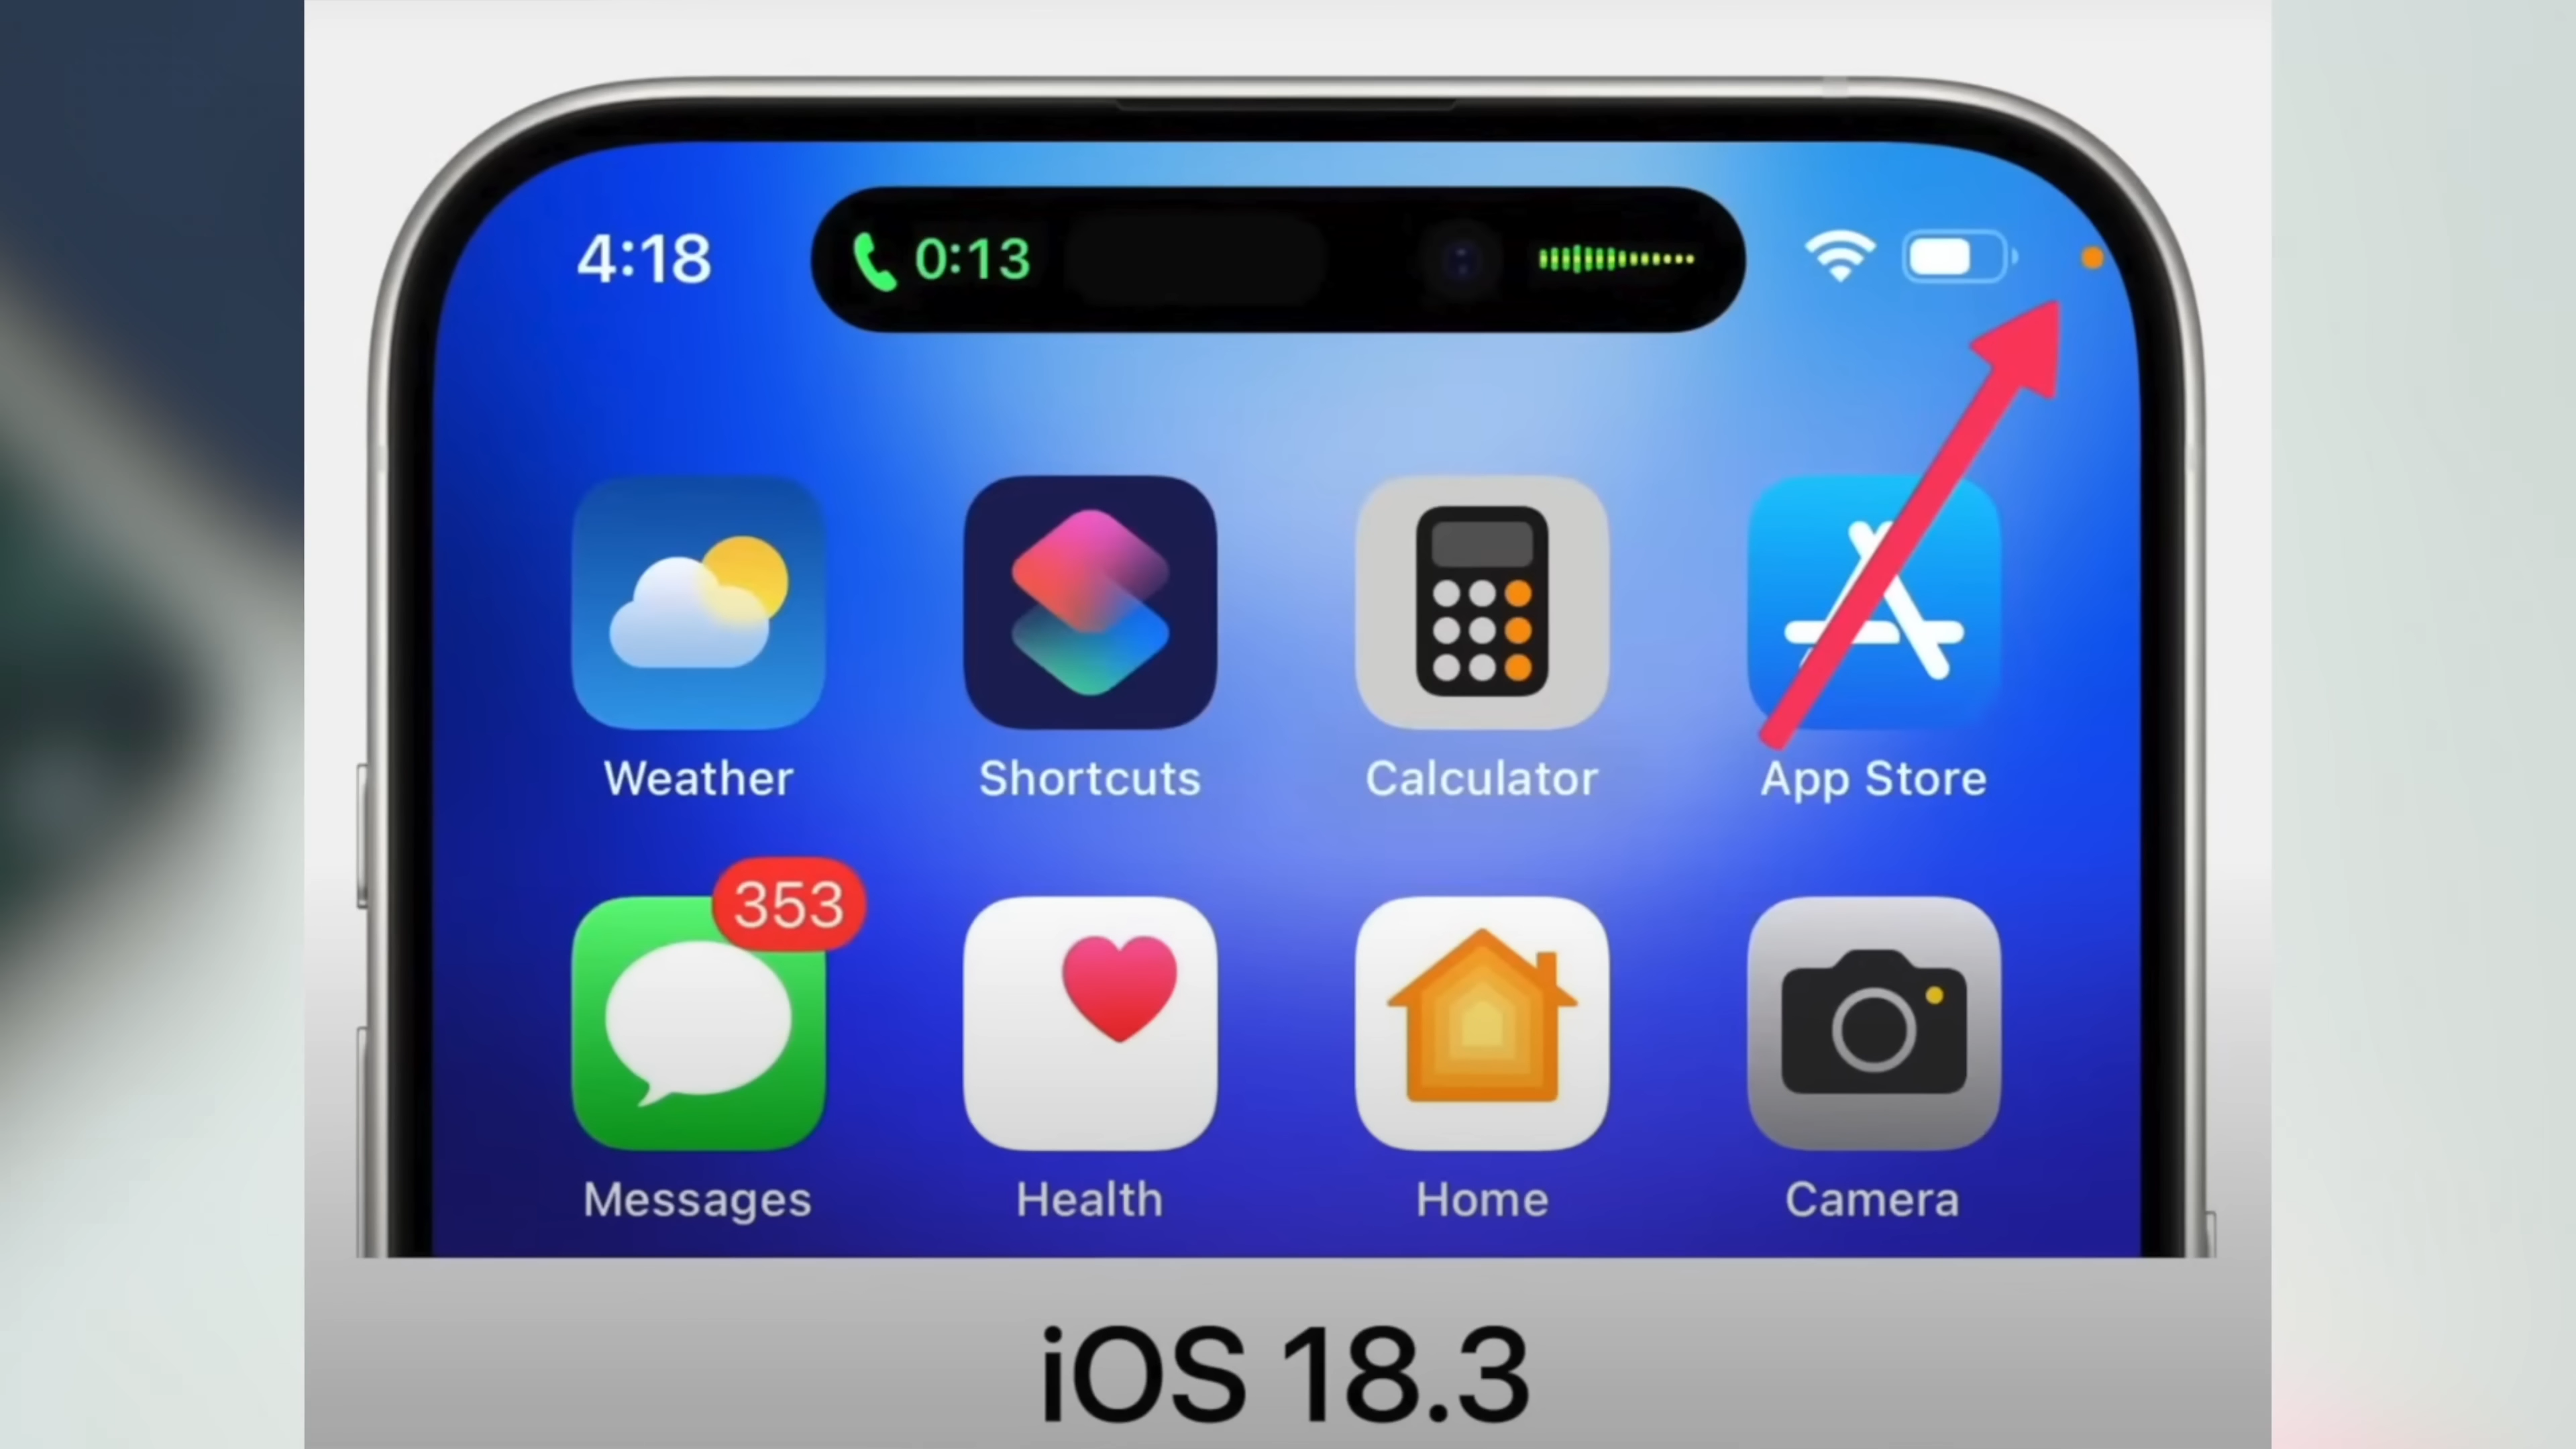 4:18 0:13
Weather Shortcuts Calculator App Store
353
Messages Health Home Camera
iOS 18.3